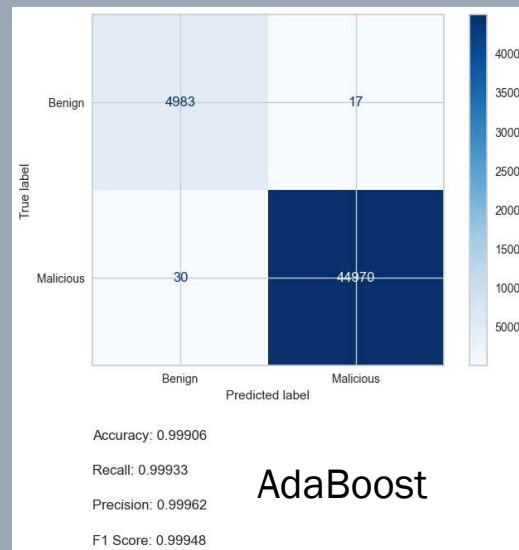 4000
3500
3000
2500
2000
1500
1000
5000
True label
Benign
4983
17
Malicious
30
44970
Benign
Malicious
Predicted label
Accuracy: 0.99906
Recall: 0.99933
Precision: 0.99962
F1 Score: 0.99948
AdaBoost